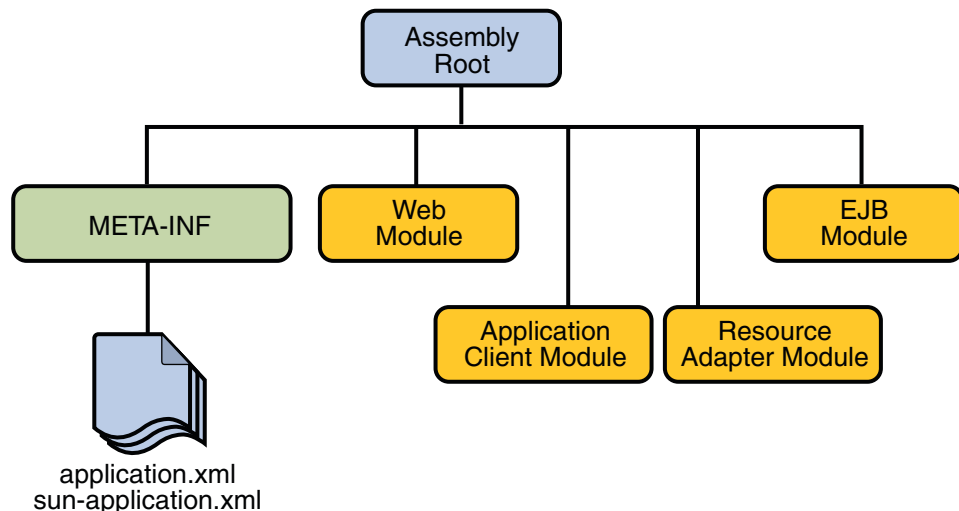 Assembly
Root
META-INF
Web
Module
EJB
Module
Application
Client Module
Resource
Adapter Module
application.xml
sun-application.xml